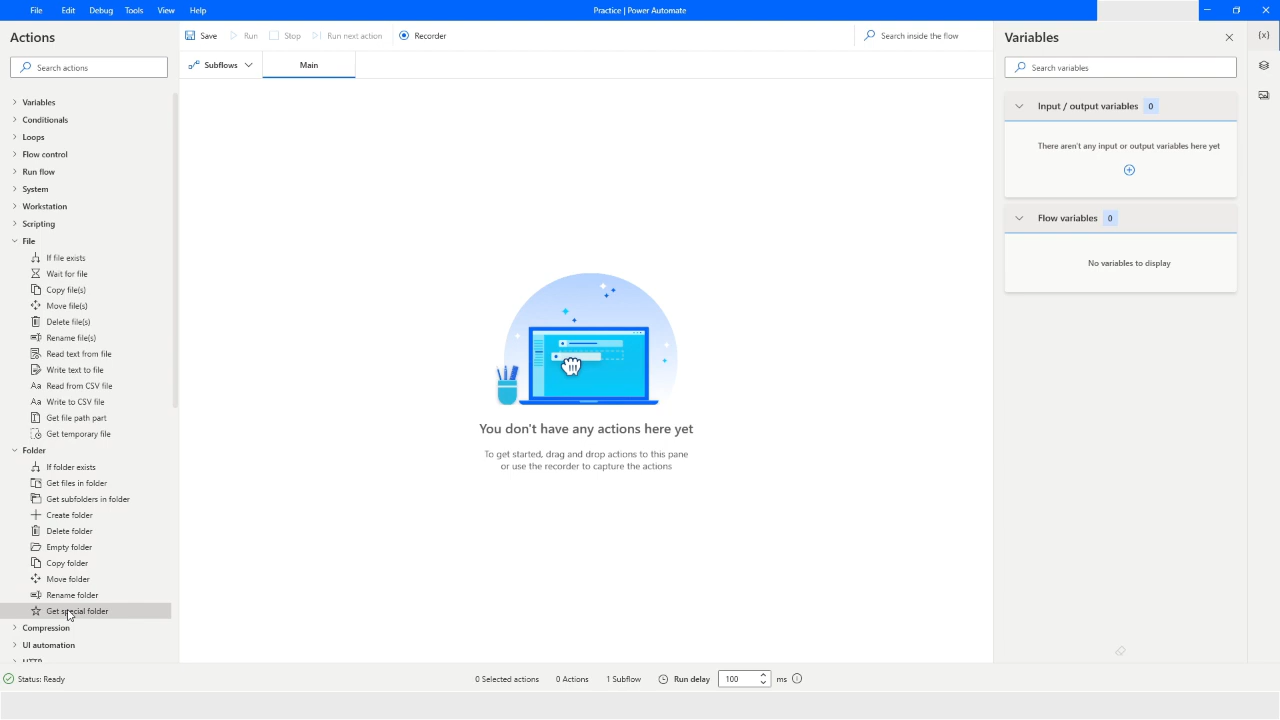 File Edit Debug Tools View Help
Practice | Power Automate
Actions
Search actions
Variables
Conditionals
Loops
Flow control
Run flow
System
Workstation
Scripting
File
If file exists
Wait for file
Copy file(s)
Move file(s)
Delete file(s)
Rename file(s)
Read text from file
Write text to file
Aa Read from CSV file
Aa Write to CSV file
Get file path part
Get temporary file
Folder
If folder exists
Get files in folder
Get subfolders in folder
Create folder
Delete folder
Empty folder
Copy folder
Move folder
Rename folder
Get special folder
Compression
UI automation
HTTP
Save Run Stop Run next action Recorder
Search inside the flow
Subflows Main
You don't have any actions here yet
To get started, drag and drop actions to this pane
or use the recorder to capture the actions
Variables
{x}
Search variables
Input / output variables 0
There aren't any input or output variables here yet
Flow variables 0
No variables to display
Status: Ready
0 Selected actions 0 Actions 1 Subflow Run delay 100 ms